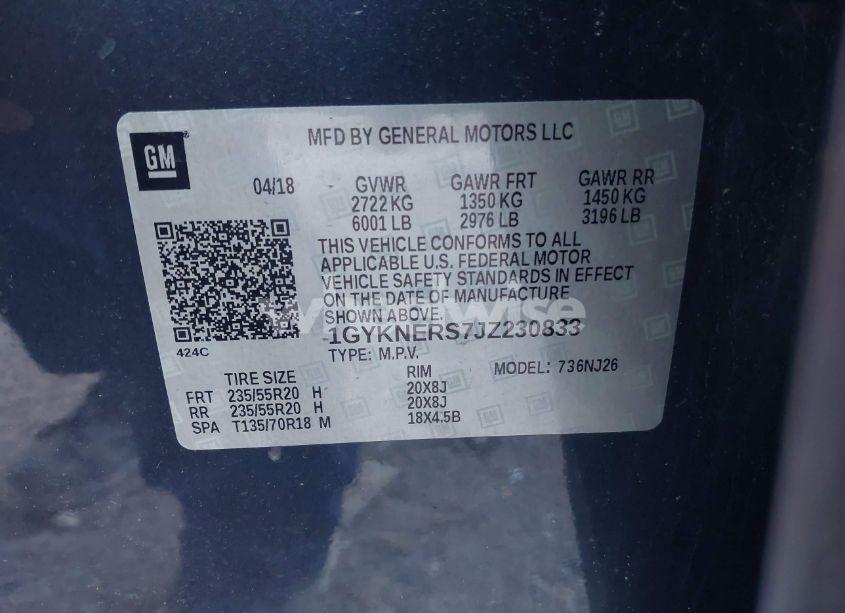 GM
MFD BY GENERAL MOTORS LLC
04/18 GVWR GAWR FRT GAWR RR
2722 KG 1350 KG 1450 KG
6001 LB 2976 LB 3196 LB
THIS VEHICLE CONFORMS TO ALL
APPLICABLE U.S. FEDERAL MOTOR
VEHICLE SAFETY STANDARDS IN EFFECT
ON THE DATE OF MANUFACTURE
SHOWN ABOVE.
1GYKNERS7JZ230833
424C
TYPE: M.P.V. MODEL: 736NJ26
TIRE SIZE RIM
FRT 235/55R20 H 20X8J
RR 235/55R20 H 20X8J
SPA T135/70R18 M 18X4.5B